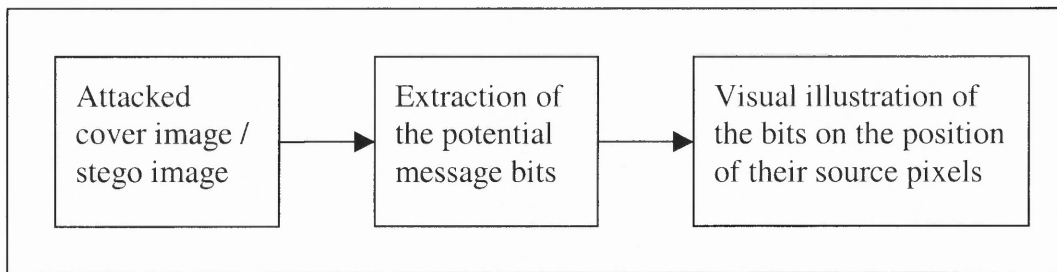 Attacked
cover image /
stego image
Extraction of
the potential
message bits
Visual illustration of
the bits on the position
of their source pixels